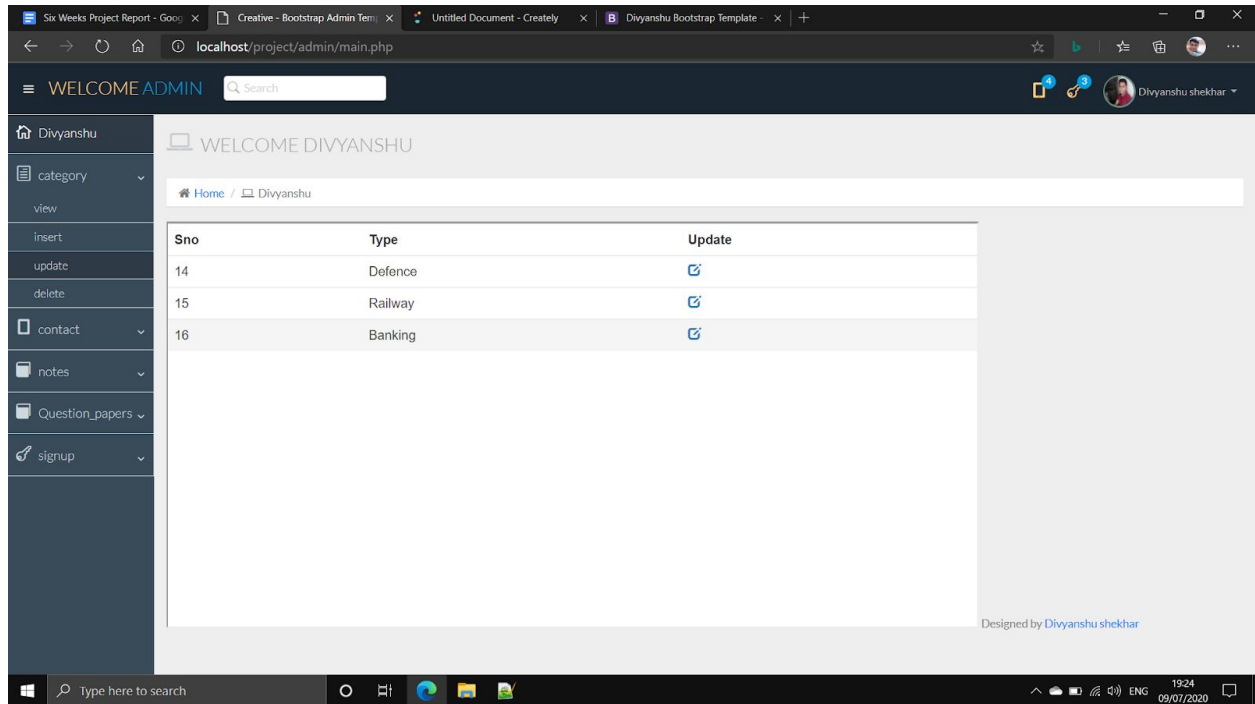 Six Weeks Project Report - Goog
Creative - Bootstrap Admin Tem
Untitled Document - Creately
Divyanshu Bootstrap Template -
localhost/project/admin/main.php
WELCOME ADMIN
Search
4
3
DIvyanshu shekhar
Divyanshu
WELCOME DIVYANSHU
category
Home / Divyanshu
view
insert
update
delete
contact
notes
Question_papers
signup
Sno Type Update
14 Defence
15 Railway
16 Banking
Designed by Divyanshu shekhar
Type here to search
ENG
19:24
09/07/2020